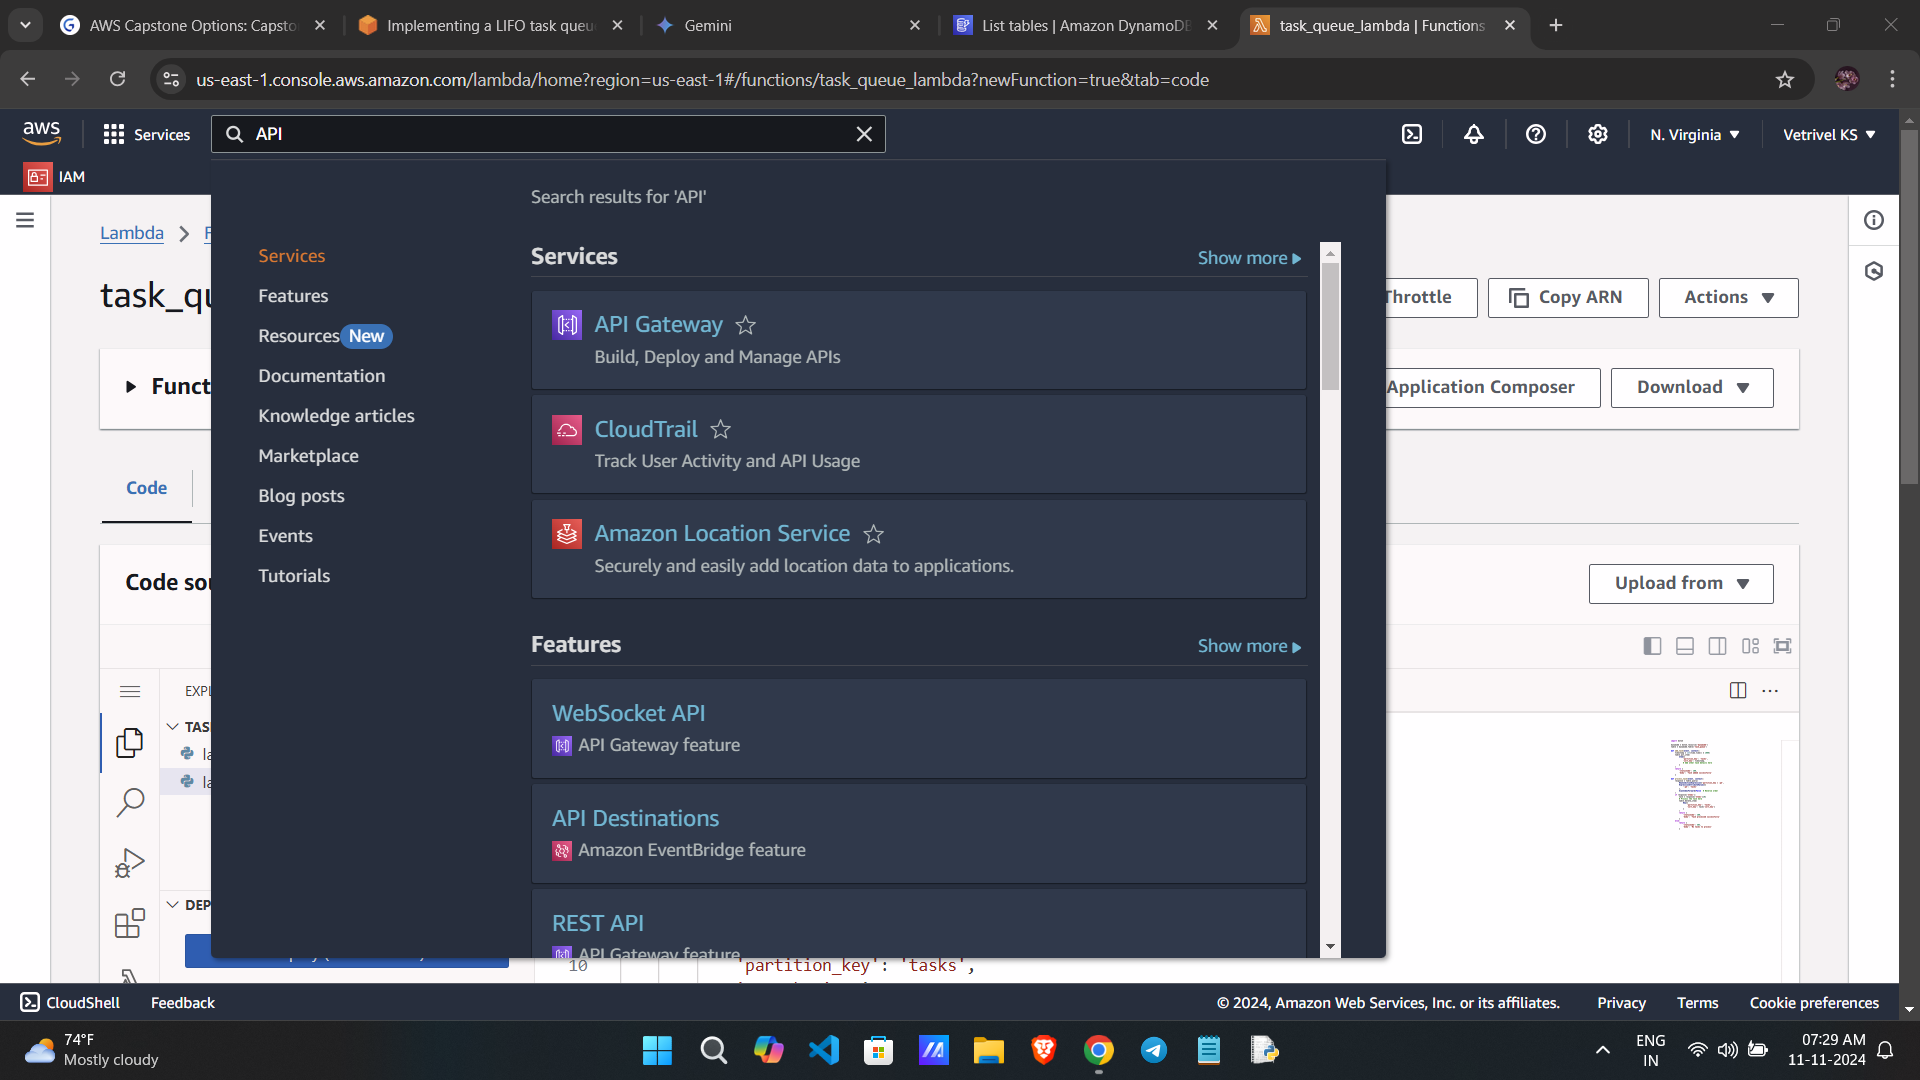 AWS Capstone Options: Capsto
Implementing a LIFO task queu
Gemini
List tables | Amazon DynamoDB
task_queue_lambda | Functions
us-east-1.console.aws.amazon.com/lambda/home?region=us-east-1#/functions/task_queue_lambda?newFunction=true&tab=code
aws
Services
API
N. Virginia
Vetrivel KS
IAM
Search results for 'API'
Lambda
F
Services
Features
Resources New
Documentation
Knowledge articles
Marketplace
Blog posts
Events
Tutorials
Services
Show more
API Gateway
Build, Deploy and Manage APIs
CloudTrail
Track User Activity and API Usage
Amazon Location Service
Securely and easily add location data to applications.
Features
Show more
WebSocket API
API Gateway feature
API Destinations
Amazon EventBridge feature
REST API
API Gateway feature
task_qu
Throttle
Copy ARN
Actions
Funct
Application Composer
Download
Code
Code sou
Upload from
EXPL
TAS
la
la
DEP
10
'partition_key': 'tasks',
CloudShell
Feedback
© 2024, Amazon Web Services, Inc. or its affiliates.
Privacy
Terms
Cookie preferences
74°F
Mostly cloudy
ENG
IN
07:29 AM
11-11-2024